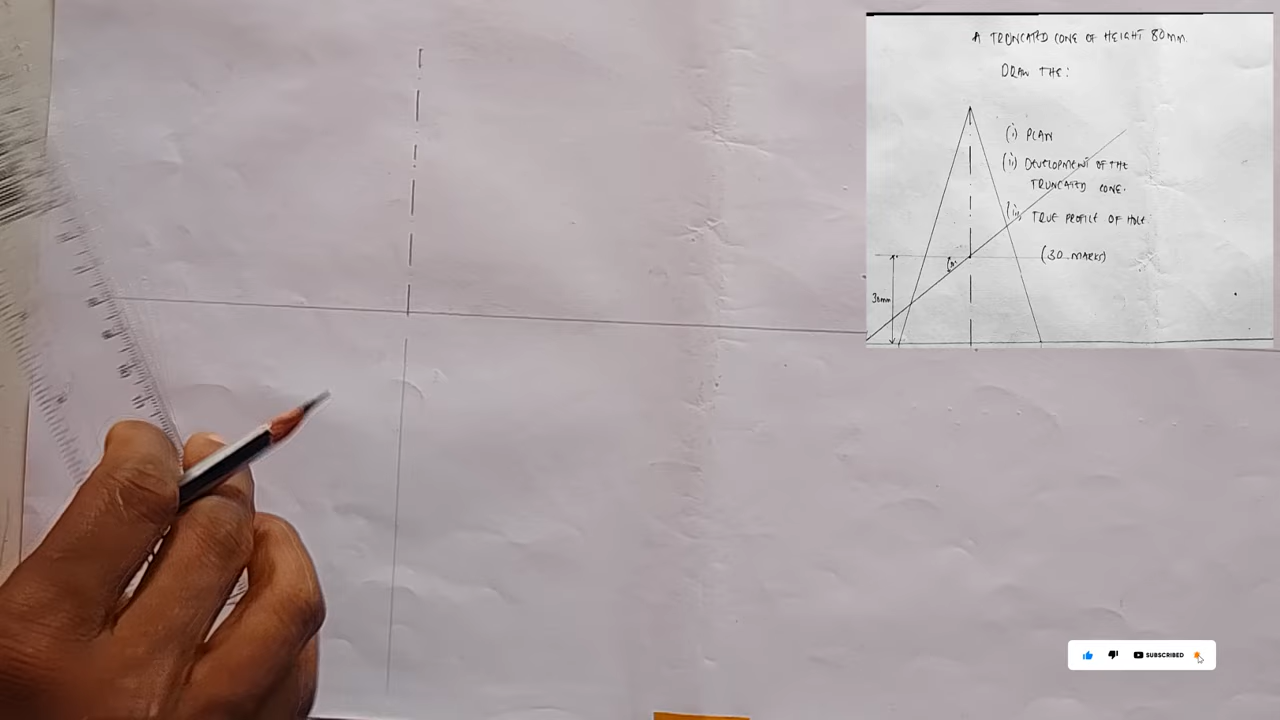 A TRUNCATED CONE OF HEIGHT 80mm.
DRAW THE:
(i) PLAN
(ii) DEVELOPMENT OF THE
TRUNCATED CONE.
TRUE PROFILE OF HOLE
(30 MARKS)
30mm
SUBSCRIBED